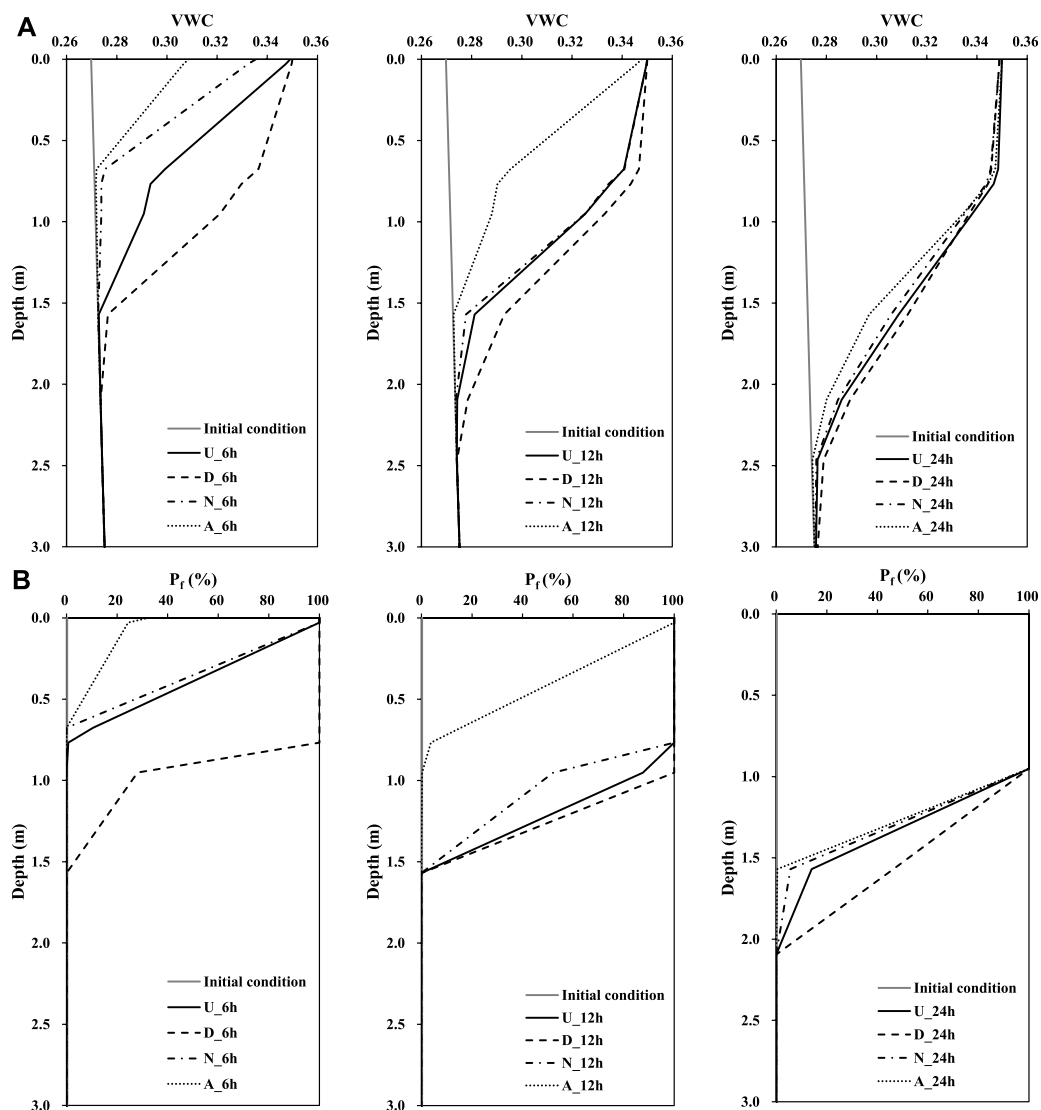 A
VWC
0.26 0.28 0.30 0.32 0.34 0.36
0.0
0.5
1.0
1.5
2.0
2.5
3.0
Depth (m)
Initial condition
U_6h
D_6h
N_6h
A_6h
VWC
0.26 0.28 0.30 0.32 0.34 0.36
0.0
0.5
1.0
1.5
2.0
2.5
3.0
Depth (m)
Initial condition
U_12h
D_12h
N_12h
A_12h
VWC
0.26 0.28 0.30 0.32 0.34 0.36
0.0
0.5
1.0
1.5
2.0
2.5
3.0
Depth (m)
Initial condition
U_24h
D_24h
N_24h
A_24h
B
Pf (%)
0 20 40 60 80 100
0.0
0.5
1.0
1.5
2.0
2.5
3.0
Depth (m)
Initial condition
U_6h
D_6h
N_6h
A_6h
Pf (%)
0 20 40 60 80 100
0.0
0.5
1.0
1.5
2.0
2.5
3.0
Depth (m)
Initial condition
U_12h
D_12h
N_12h
A_12h
Pf (%)
0 20 40 60 80 100
0.0
0.5
1.0
1.5
2.0
2.5
3.0
Depth (m)
Initial condition
U_24h
D_24h
N_24h
A_24h